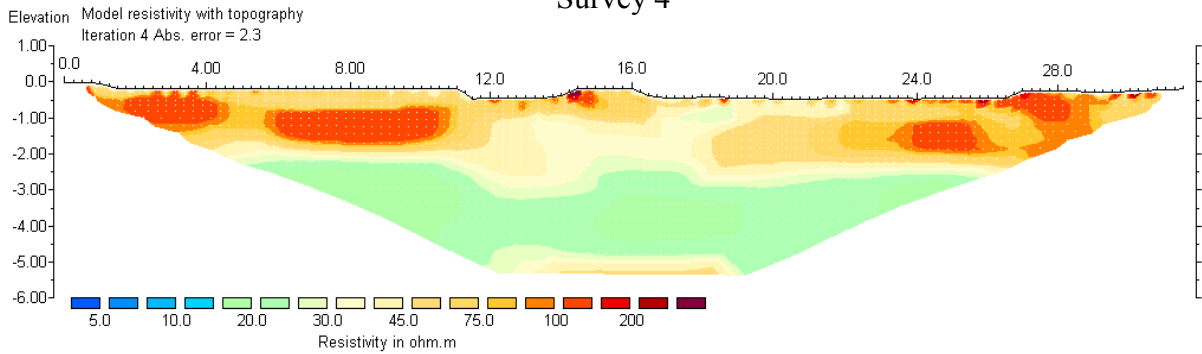 Survey 4
Elevation Model resistivity with topography
Iteration 4 Abs. error = 2.3
1.00
0.0 4.00 8.00 12.0 16.0 20.0 24.0 28.0
0.0
-1.00
-2.00
-3.00
-4.00
-5.00
-6.00
5.0 10.0 20.0 30.0 45.0 75.0 100 200
Resistivity in ohm.m